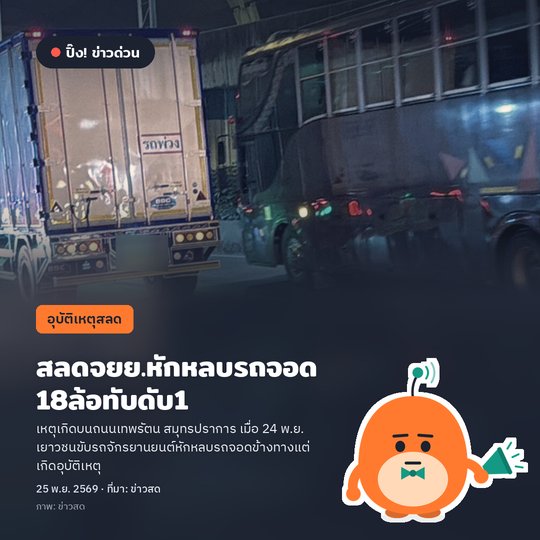 ปิ๊ง! ข่าวด่วน
รถพ่วง
อุบัติเหตุสลด
สลดจยย.หักหลบรถจอด
18ล้อทับดับ1
เหตุเกิดบนถนนเทพรัตน สมุทรปราการ เมื่อ 24 พ.ย.
เยาวชนขับรถจักรยานยนต์หักหลบรถจอดข้างทางแต่
เกิดอุบัติเหตุ
25 พ.ย. 2569 · ที่มา: ข่าวสด
ภาพ: ข่าวสด